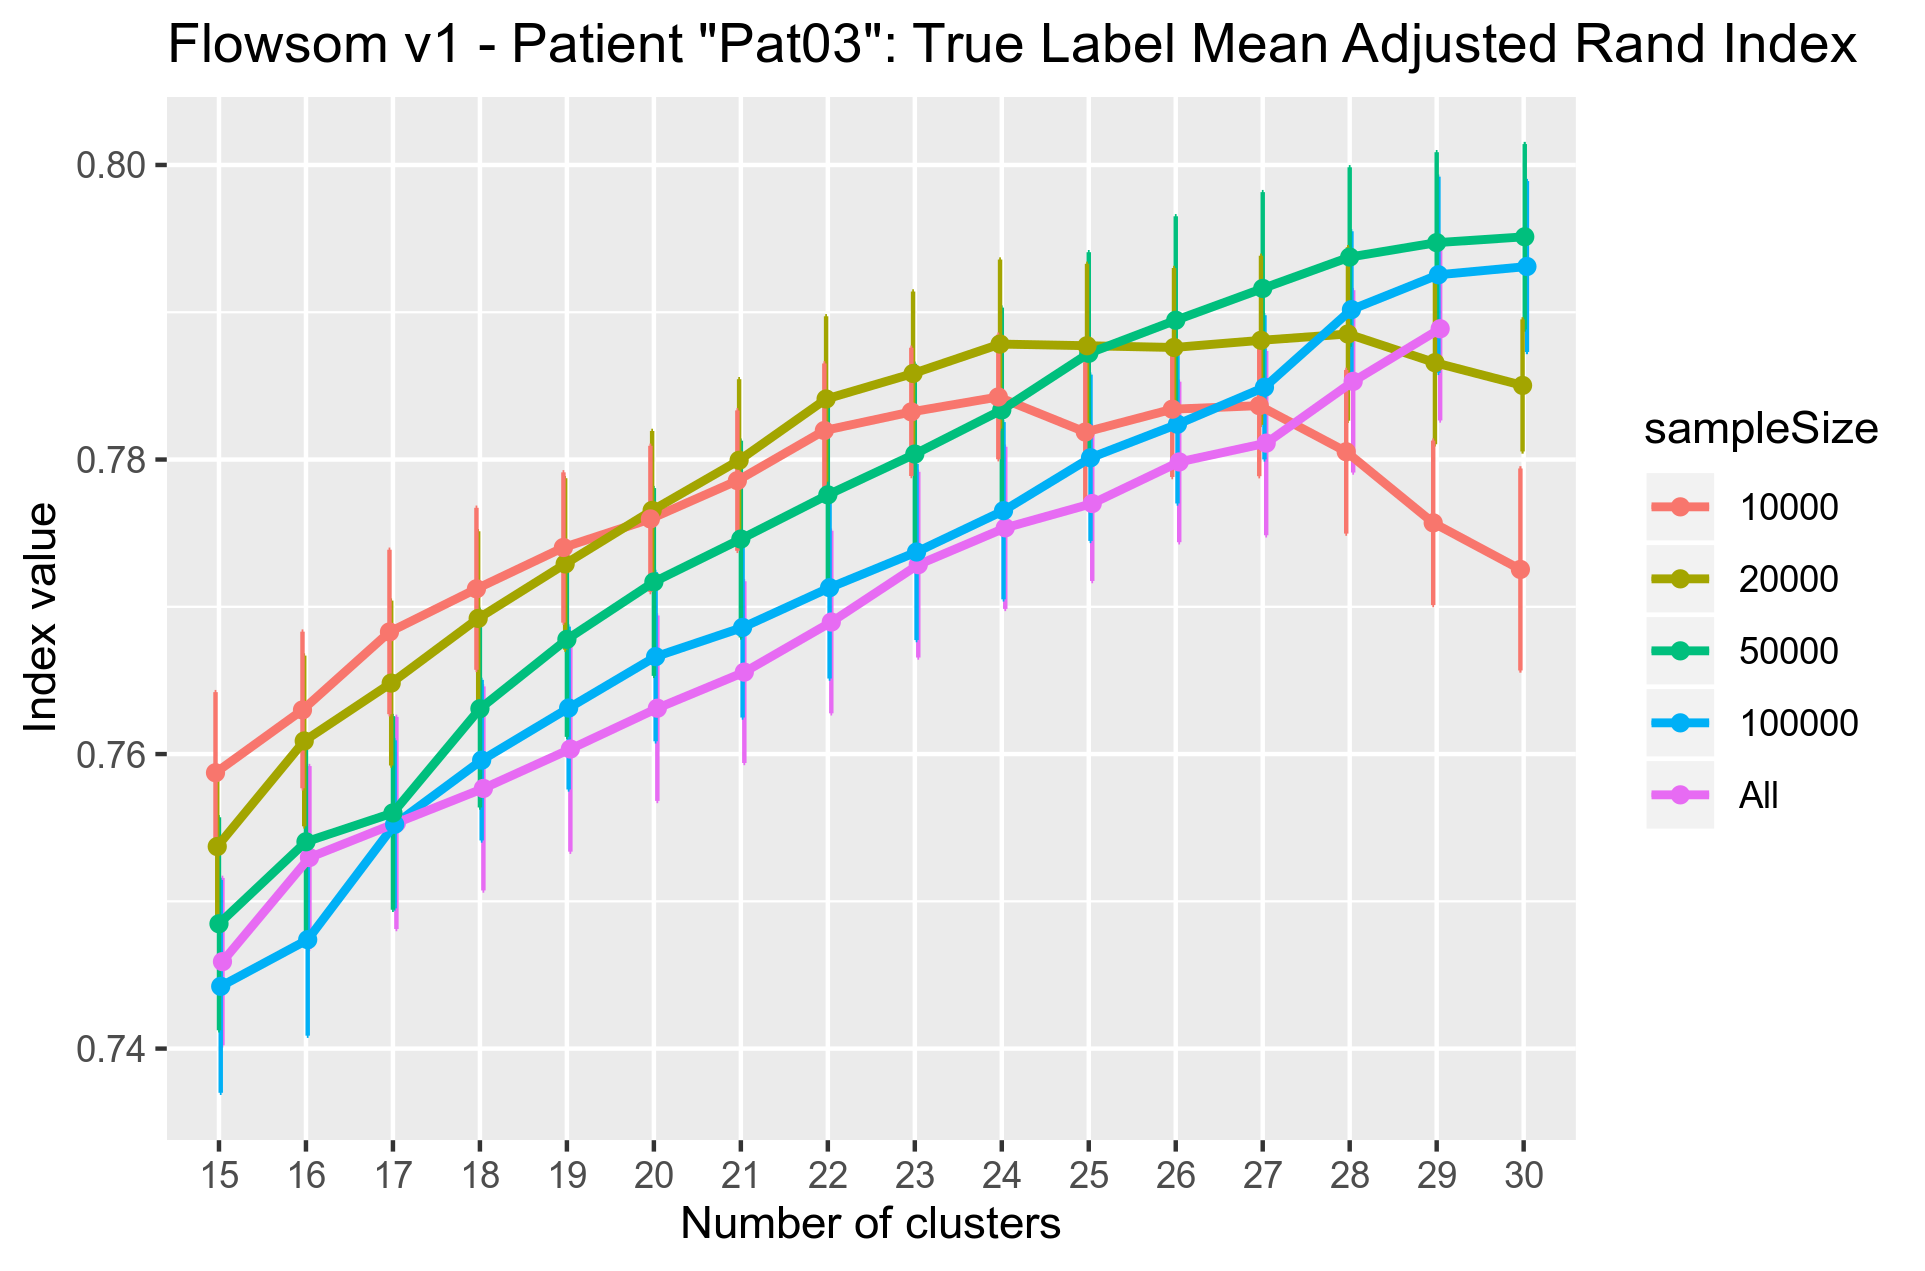 Flowsom v1 - Patient "Pat03": True Label Mean Adjusted Rand Index
Index value
0.80
0.78
0.76
0.74
15 16 17 18 19 20 21 22 23 24 25 26 27 28 29 30
Number of clusters
sampleSize
10000
20000
50000
100000
All